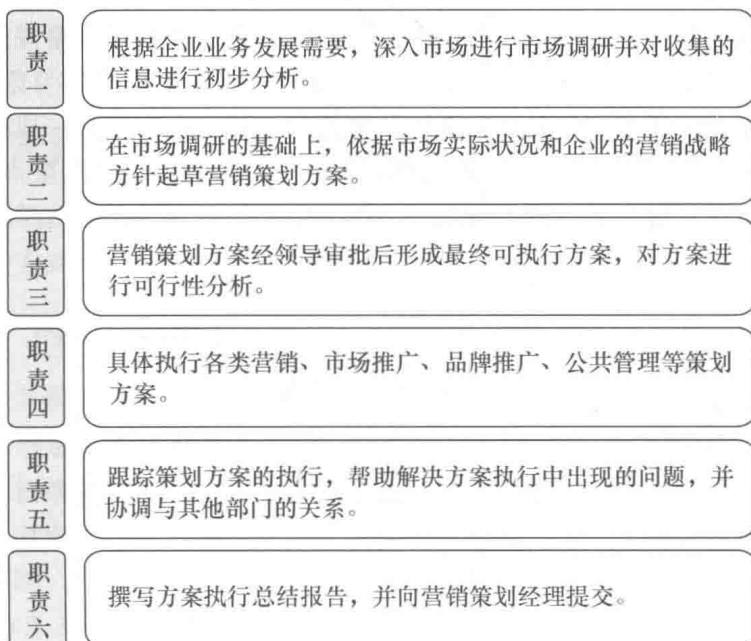 职责一
根据企业业务发展需要，深入市场进行市场调研并对收集的
信息进行初步分析。
职责二
在市场调研的基础上，依据市场实际状况和企业的营销战略
方针起草营销策划方案。
职责三
营销策划方案经领导审批后形成最终可执行方案，对方案进
行可行性分析。
职责四
具体执行各类营销、市场推广、品牌推广、公共管理等策划
方案。
职责五
跟踪策划方案的执行，帮助解决方案执行中出现的问题，并
协调与其他部门的关系。
职责六
撰写方案执行总结报告，并向营销策划经理提交。